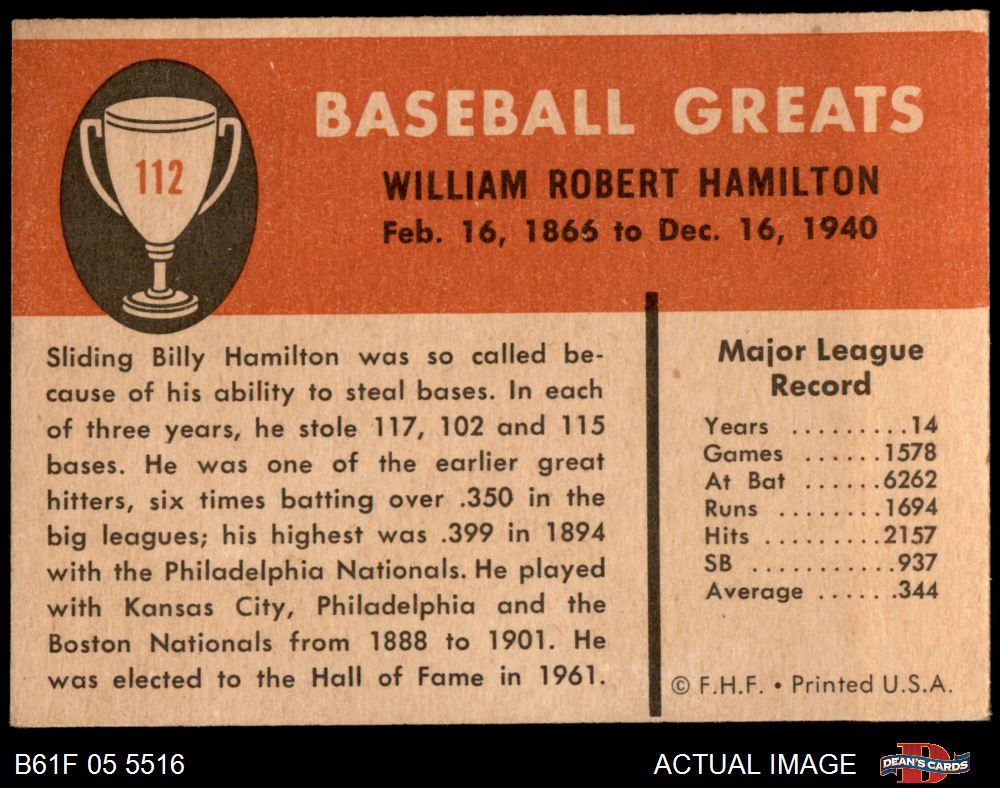 112
BASEBALL GREATS
WILLIAM ROBERT HAMILTON
Feb. 16, 1866 to Dec. 16, 1940
Sliding Billy Hamilton was so called be-
cause of his ability to steal bases. In each
of three years, he stole 117, 102 and 115
bases. He was one of the earlier great
hitters, six times batting over .350 in the
big leagues; his highest was .399 in 1894
with the Philadelphia Nationals. He played
with Kansas City, Philadelphia and the
Boston Nationals from 1888 to 1901. He
was elected to the Hall of Fame in 1961.
Major League
Record
Years .........14
Games ......1578
At Bat ......6262
Runs ........1694
Hits .........2157
SB ...........937
Average ......344
© F.H.F. • Printed U.S.A.
B61F 05 5516
ACTUAL IMAGE
D
DEAN'S CARDS